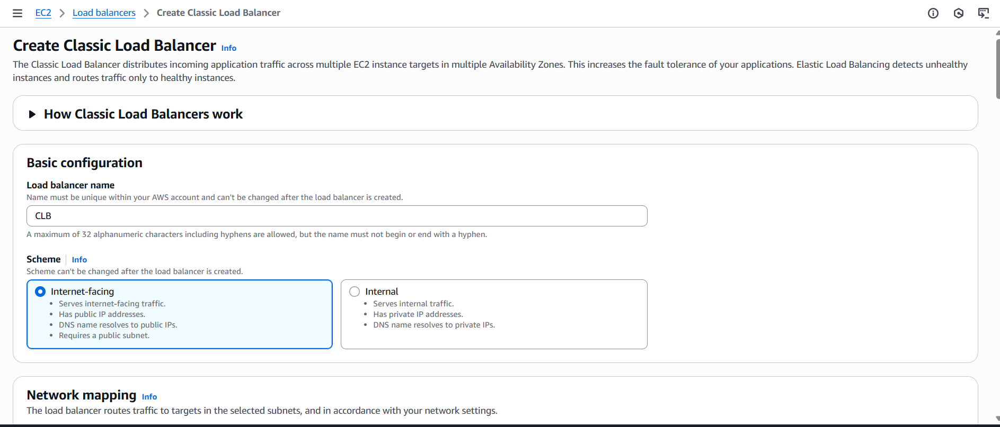 EC2 > Load balancers > Create Classic Load Balancer
Create Classic Load Balancer Info
The Classic Load Balancer distributes incoming application traffic across multiple EC2 instance targets in multiple Availability Zones. This increases the fault tolerance of your applications. Elastic Load Balancing detects unhealthy
instances and routes traffic only to healthy instances.
How Classic Load Balancers work
Basic configuration
Load balancer name
Name must be unique within your AWS account and can't be changed after the load balancer is created.
CLB
A maximum of 32 alphanumeric characters including hyphens are allowed, but the name must not begin or end with a hyphen.
Scheme Info
Scheme can't be changed after the load balancer is created.
Internet-facing
• Serves internet-facing traffic.
• Has public IP addresses.
• DNS name resolves to public IPs.
• Requires a public subnet.
Internal
• Serves internal traffic.
• Has private IP addresses.
• DNS name resolves to private IPs.
Network mapping Info
The load balancer routes traffic to targets in the selected subnets, and in accordance with your network settings.